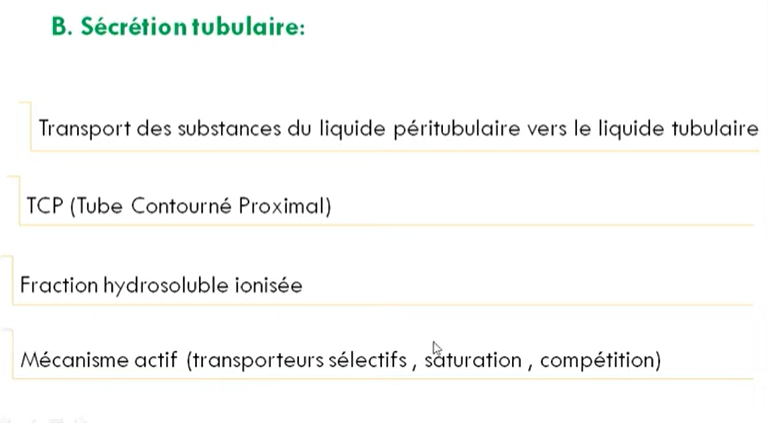 B. Sécrétion tubulaire:
Transport des substances du liquide péritubulaire vers le liquide tubulaire
TCP (Tube Contourné Proximal)
Fraction hydrosoluble ionisée
Mécanisme actif (transporteurs sélectifs , saturation , compétition)